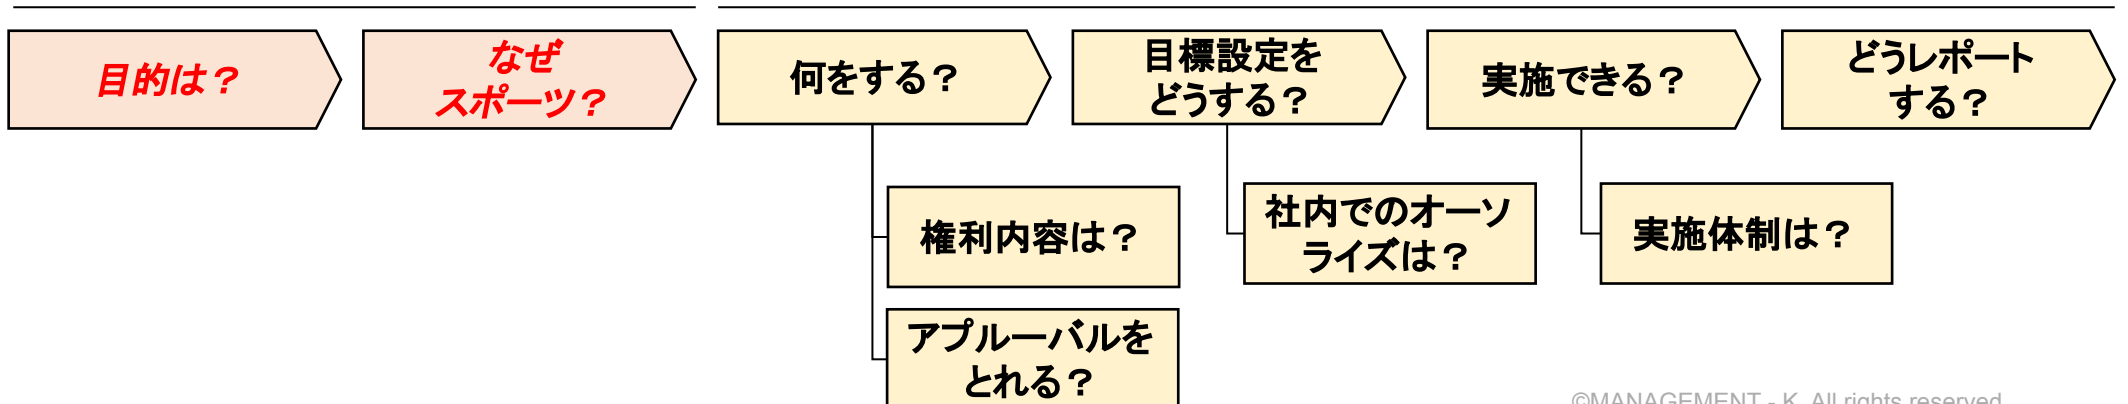 目的は？
なぜ
スポーツ？
何をする？
目標設定を
どうする？
実施できる？
どうレポート
する？
権利内容は？
アプルーバルを
とれる？
社内でのオーソ
ライズは？
実施体制は？
©MANAGEMENT - K. All rights reserved